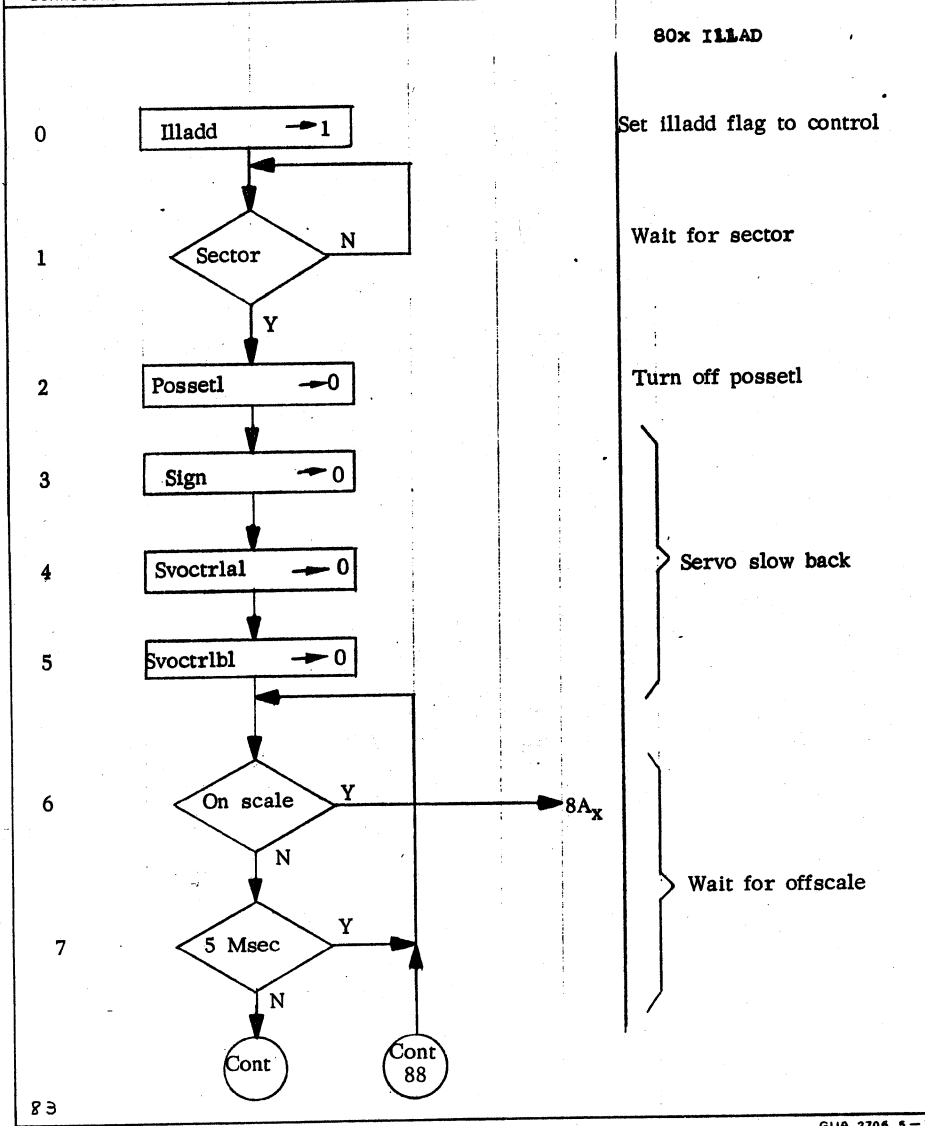 80x ILLAD
0 Illadd → 1 Set illadd flag to control
1 Sector N Wait for sector
Y
2 Possetl → 0 Turn off possetl
3 Sign → 0
4 Svoctrlal → 0 Servo slow back
5 Svoctrlbl → 0
6 On scale Y 8Ax
N
Wait for offscale
7 5 Msec Y
N
Cont Cont
88
83